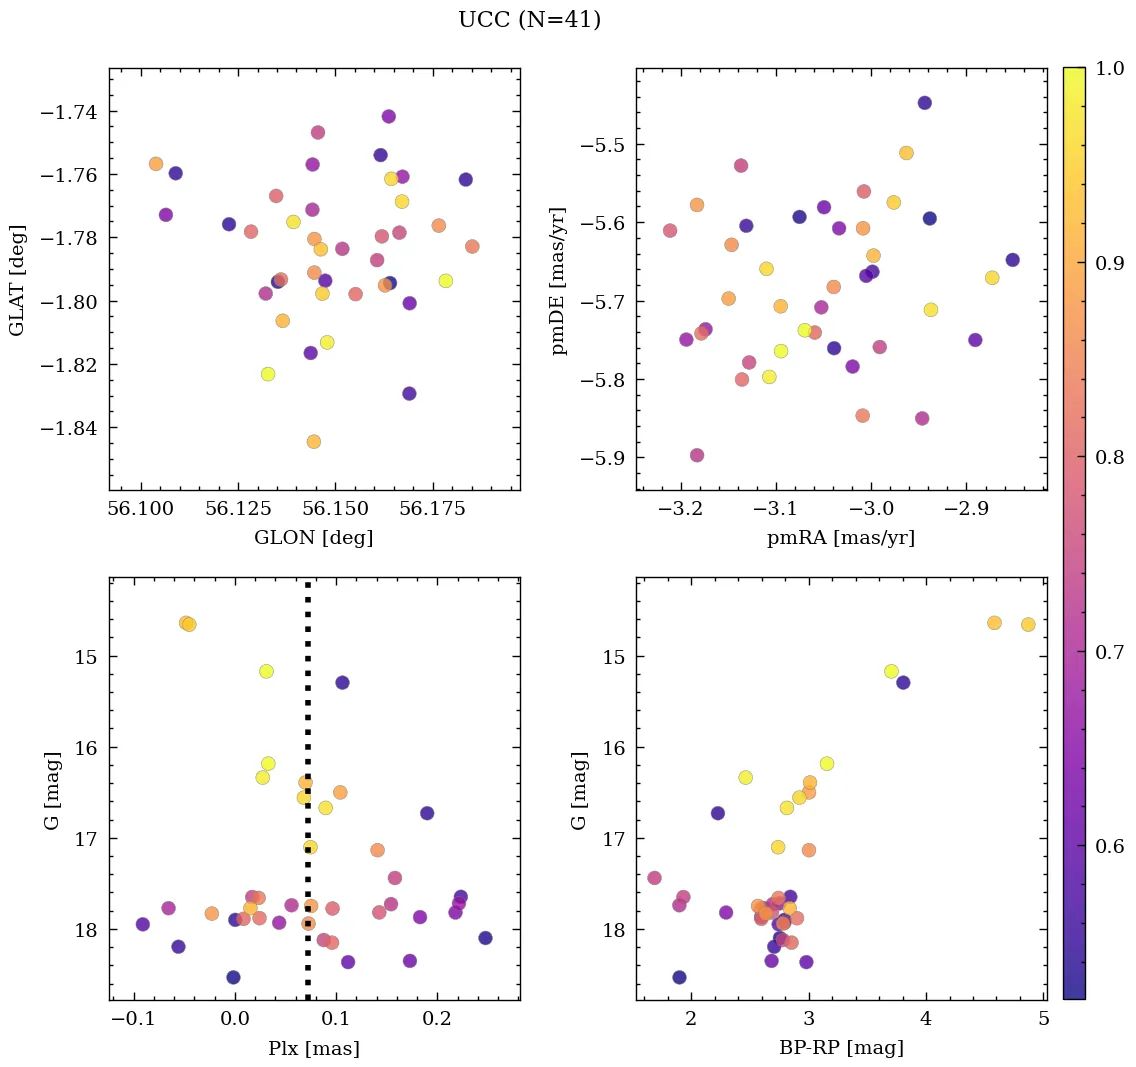 UCC (N=41)
−1.74
−1.76
−1.78
−1.80
−1.82
−1.84
GLAT [deg]
56.100 56.125 56.150 56.175
GLON [deg]
−5.5
−5.6
−5.7
−5.8
−5.9
pmDE [mas/yr]
−3.2 −3.1 −3.0 −2.9
pmRA [mas/yr]
15
16
17
18
G [mag]
−0.1 0.0 0.1 0.2
Plx [mas]
15
16
17
18
G [mag]
2 3 4 5
BP-RP [mag]
1.0
0.9
0.8
0.7
0.6